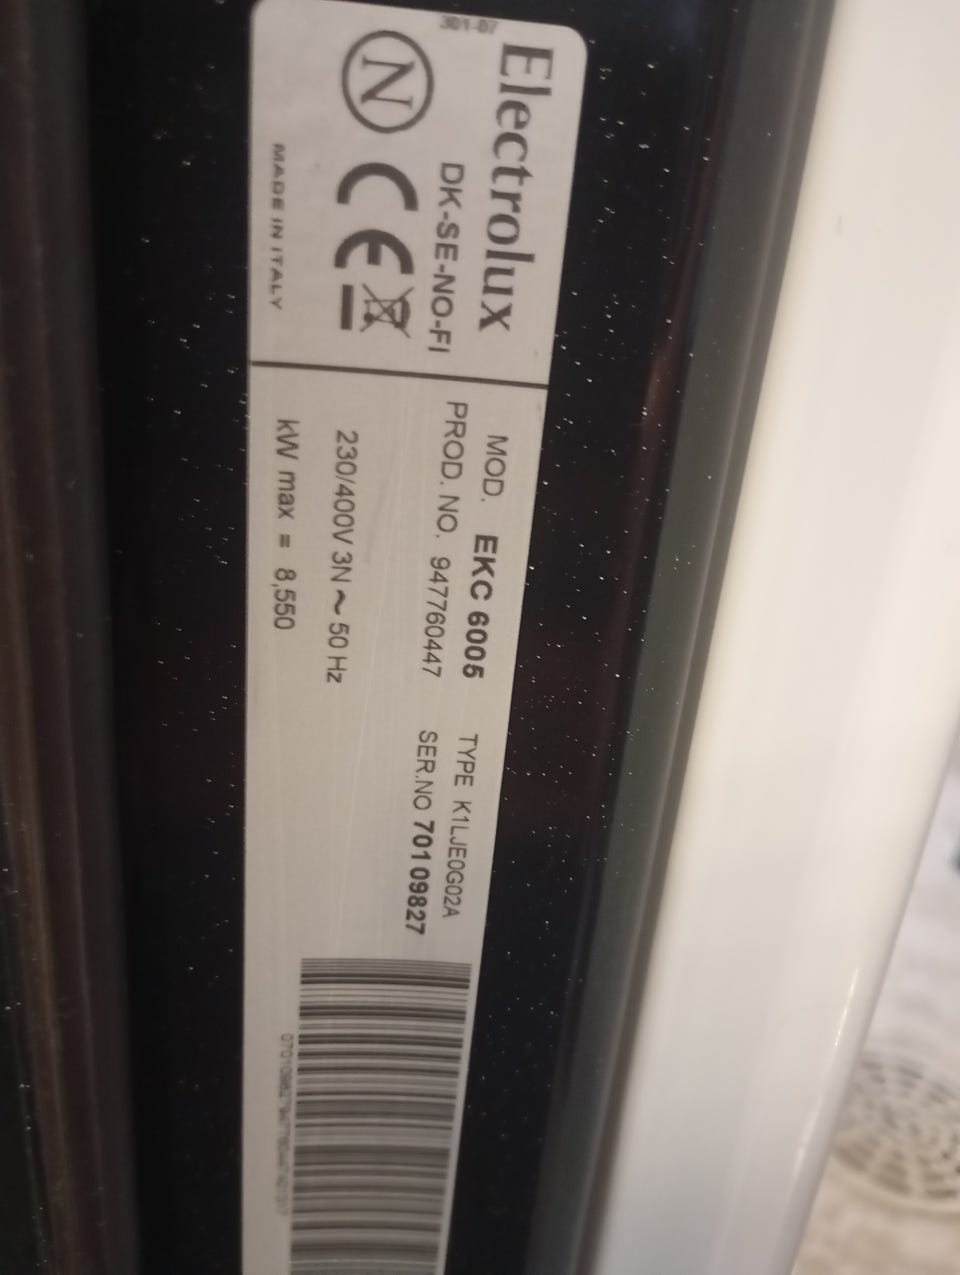 301-07
Electrolux
DK-SE-NO-FI
N
CE
MADE IN ITALY
MOD. EKC 6005 TYPE K1LJE0G02A
PROD. NO. 947760447 SER.NO 70109827
230/400V 3N ~ 50 Hz
kW max = 8,550